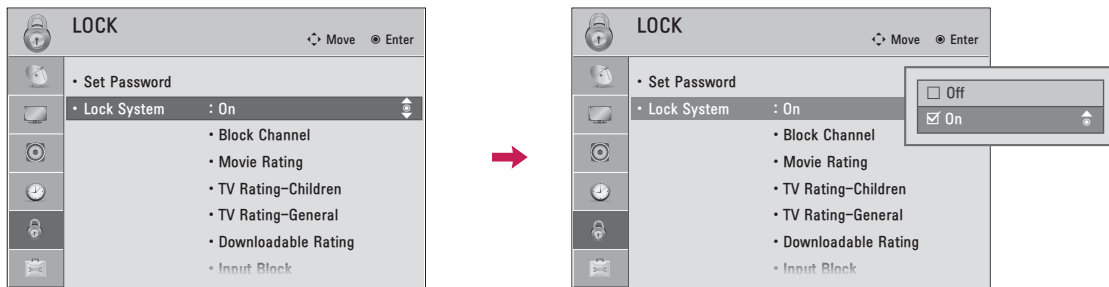 LOCK
Move Enter
• Set Password
• Lock System : On
• Block Channel
• Movie Rating
• TV Rating-Children
• TV Rating-General
• Downloadable Rating
• Input Block
LOCK
Move Enter
• Set Password
• Lock System : On
• Block Channel
• Movie Rating
• TV Rating-Children
• TV Rating-General
• Downloadable Rating
• Input Block
☐ Off
☑ On